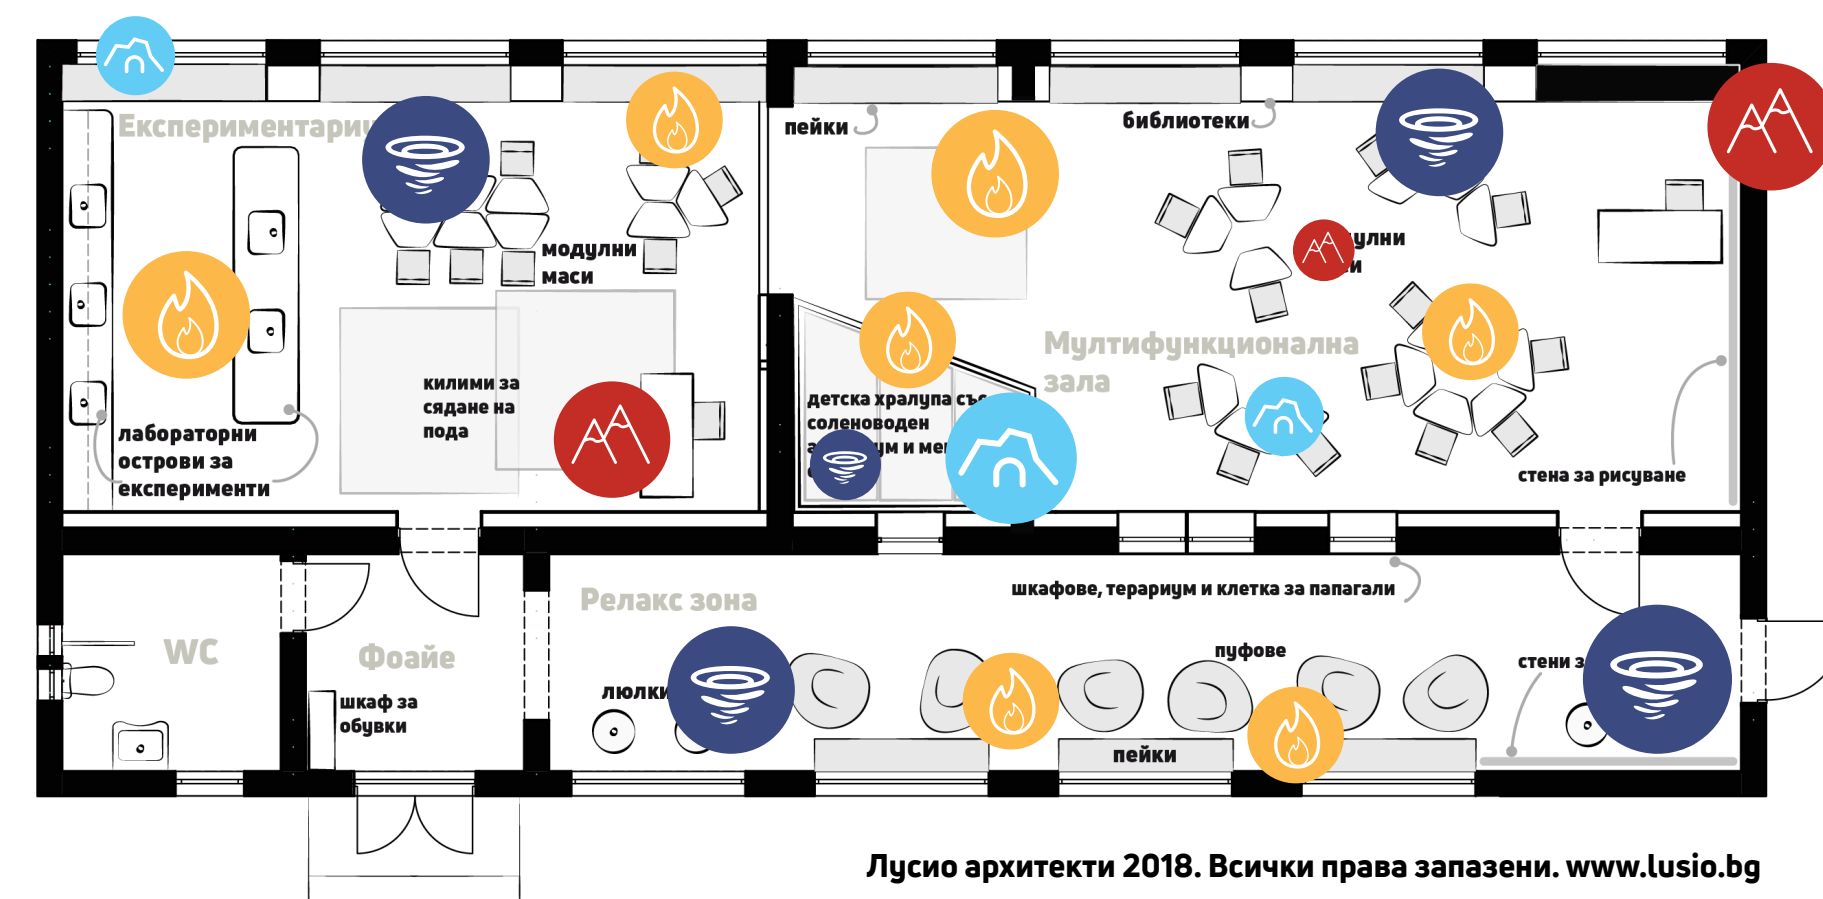 пейки
библиотеки
модулни
маси
Мултифункционална
зала
килими за
сядане на
пода
детска хралупа със
соленоводен
лабораторни
острови за
експерименти
стена за рисуване
шкафове, терариум и клетка за папагали
Релакс зона
WC
Фоайе
пуфове
стени
люлки
шкаф за
обувки
пейки
Лусио архитекти 2018. Всички права запазени. www.lusio.bg